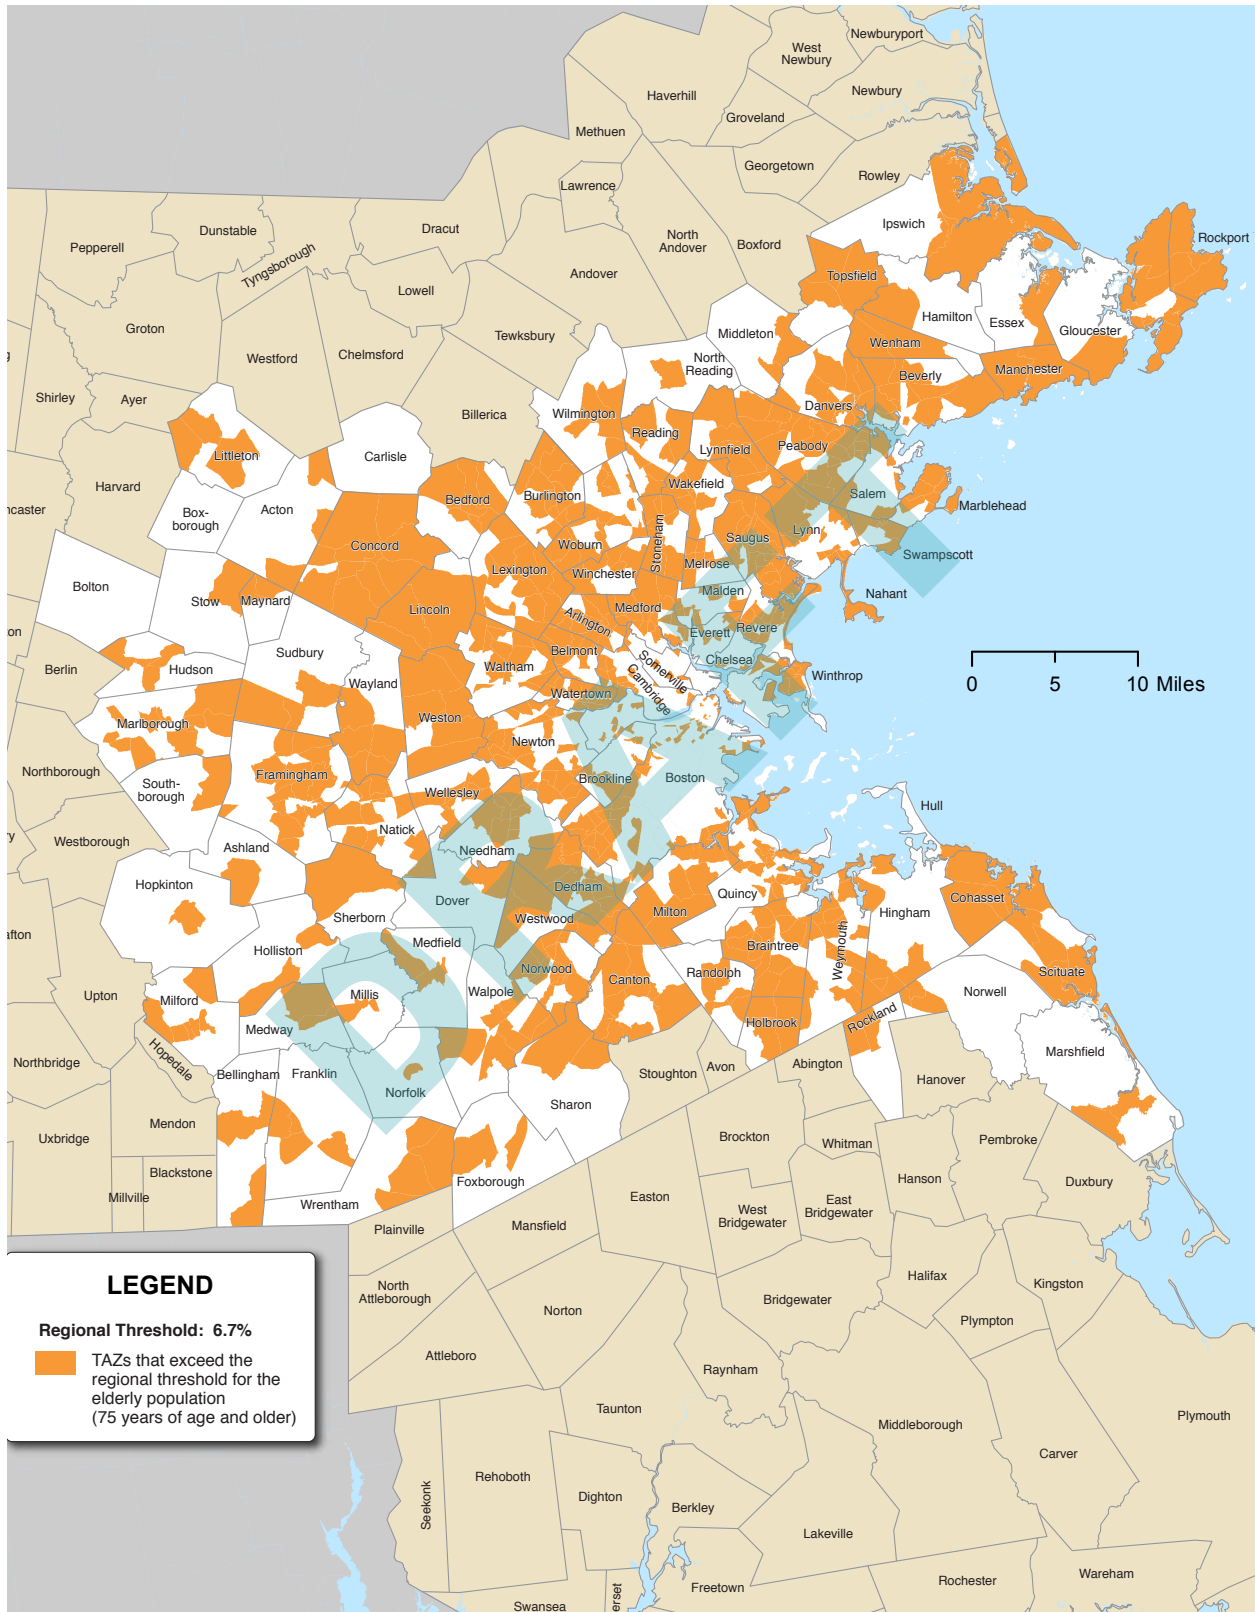 Newburyport
West
Newbury
Newbury
Haverhill
Groveland
Methuen
Georgetown
Rowley
Lawrence
Ipswich
Pepperell
Dunstable
Dracut
North
Andover
Boxford
Rockport
Tyngsborough
Andover
Topsfield
Lowell
Hamilton
Essex
Gloucester
Groton
Westford
Chelmsford
Tewksbury
Middleton
Wenham
North
Reading
Manchester
Beverly
Shirley
Ayer
Billerica
Wilmington
Danvers
Reading
Lynnfield
Peabody
Littleton
Carlisle
Harvard
Bedford
Burlington
Wakefield
Salem
Marblehead
ncaster
Box-
borough
Acton
Concord
Woburn
Stoneham
Saugus
Lynn
Swampscott
Lexington
Winchester
Melrose
Bolton
Stow
Maynard
Lincoln
Arlington
Medford
Malden
Nahant
on
Everett
Revere
Sudbury
Belmont
Chelsea
Berlin
Hudson
Wayland
Waltham
Somerville
Cambridge
Winthrop
0 5 10 Miles
Watertown
Marlborough
Weston
Newton
Northborough
Framingham
Brookline
Boston
South-
borough
Wellesley
Hull
Natick
Westborough
Ashland
Needham
Hopkinton
Dedham
Dover
Quincy
Cohasset
Sherborn
Westwood
Milton
Hingham
afton
Holliston
Medfield
Braintree
Weymouth
Norwood
Canton
Randolph
Scituate
Upton
Milford
Millis
Walpole
Norwell
Medway
Holbrook
Rockland
Northbridge
Hopedale
Bellingham
Franklin
Norfolk
Stoughton
Avon
Abington
Marshfield
Hanover
Sharon
Mendon
Uxbridge
Brockton
Whitman
Pembroke
Blackstone
Millville
Foxborough
Hanson
Duxbury
Wrentham
Easton
West
Bridgewater
East
Bridgewater
Plainville
Mansfield
LEGEND
Regional Threshold: 6.7%
TAZs that exceed the
regional threshold for the
elderly population
(75 years of age and older)
North
Attleborough
Norton
Bridgewater
Halifax
Kingston
Plympton
Attleboro
Raynham
Taunton
Middleborough
Plymouth
Carver
Rehoboth
Seekonk
Dighton
Berkley
Lakeville
Freetown
Rochester
Wareham
Swansea
erset